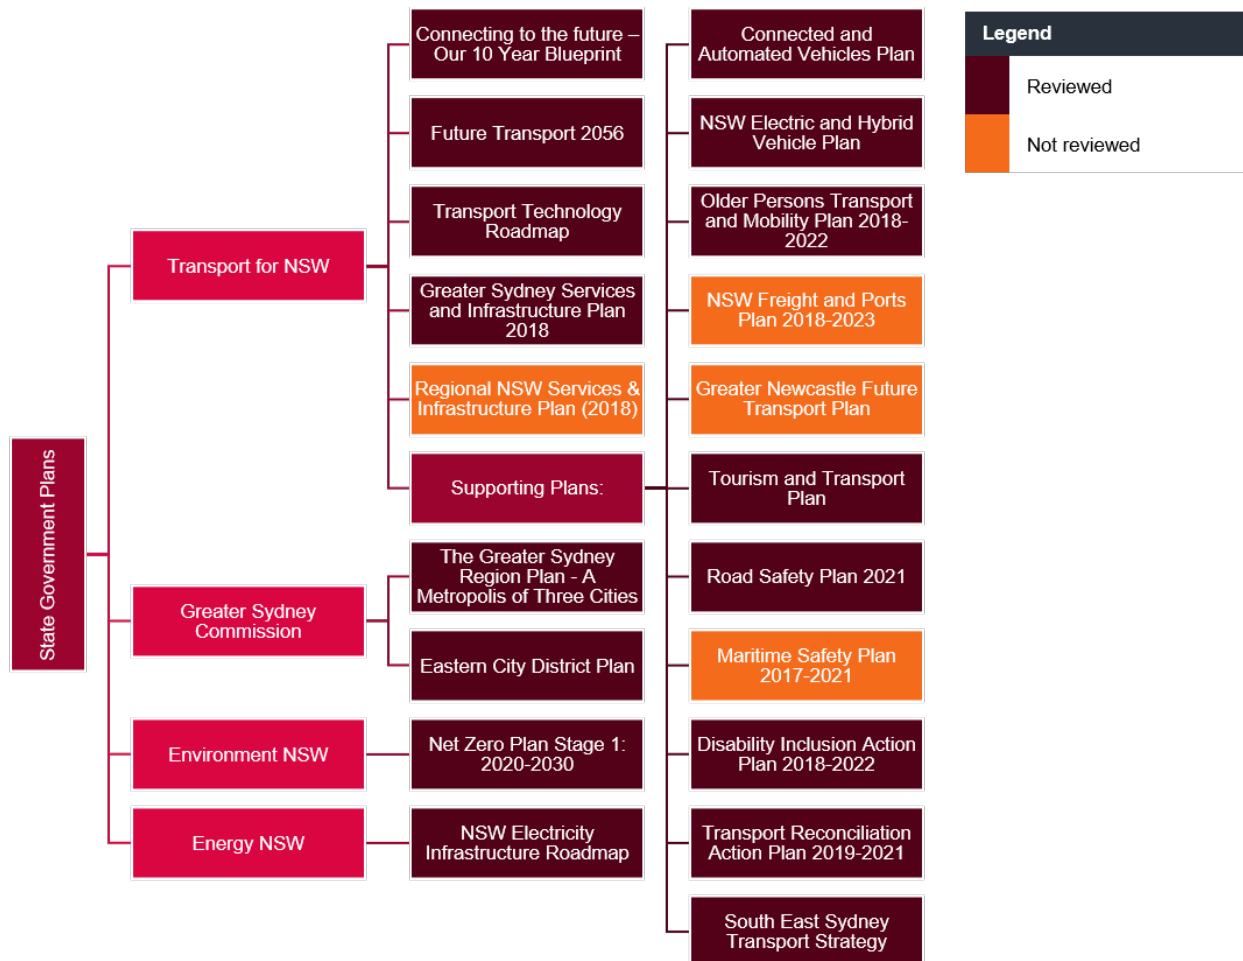 State Government Plans
Transport for NSW
Greater Sydney
Commission
Environment NSW
Energy NSW
Connecting to the future –
Our 10 Year Blueprint
Future Transport 2056
Transport Technology
Roadmap
Greater Sydney Services
and Infrastructure Plan
2018
Regional NSW Services &
Infrastructure Plan (2018)
Supporting Plans:
The Greater Sydney
Region Plan - A
Metropolis of Three Cities
Eastern City District Plan
Net Zero Plan Stage 1:
2020-2030
NSW Electricity
Infrastructure Roadmap
Connected and
Automated Vehicles Plan
NSW Electric and Hybrid
Vehicle Plan
Older Persons Transport
and Mobility Plan 2018-
2022
NSW Freight and Ports
Plan 2018-2023
Greater Newcastle Future
Transport Plan
Tourism and Transport
Plan
Road Safety Plan 2021
Maritime Safety Plan
2017-2021
Disability Inclusion Action
Plan 2018-2022
Transport Reconciliation
Action Plan 2019-2021
South East Sydney
Transport Strategy
Legend
Reviewed
Not reviewed